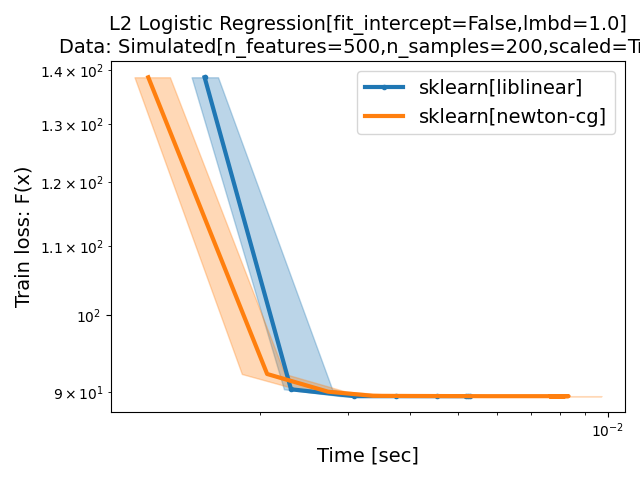 L2 Logistic Regression[fit_intercept=False,lmbd=1.0]
Data: Simulated[n_features=500,n_samples=200,scaled=Tr
sklearn[liblinear]
sklearn[newton-cg]
Train loss: F(x)
1.4 × 10²
1.3 × 10²
1.2 × 10²
1.1 × 10²
10²
9 × 10¹
10⁻²
Time [sec]